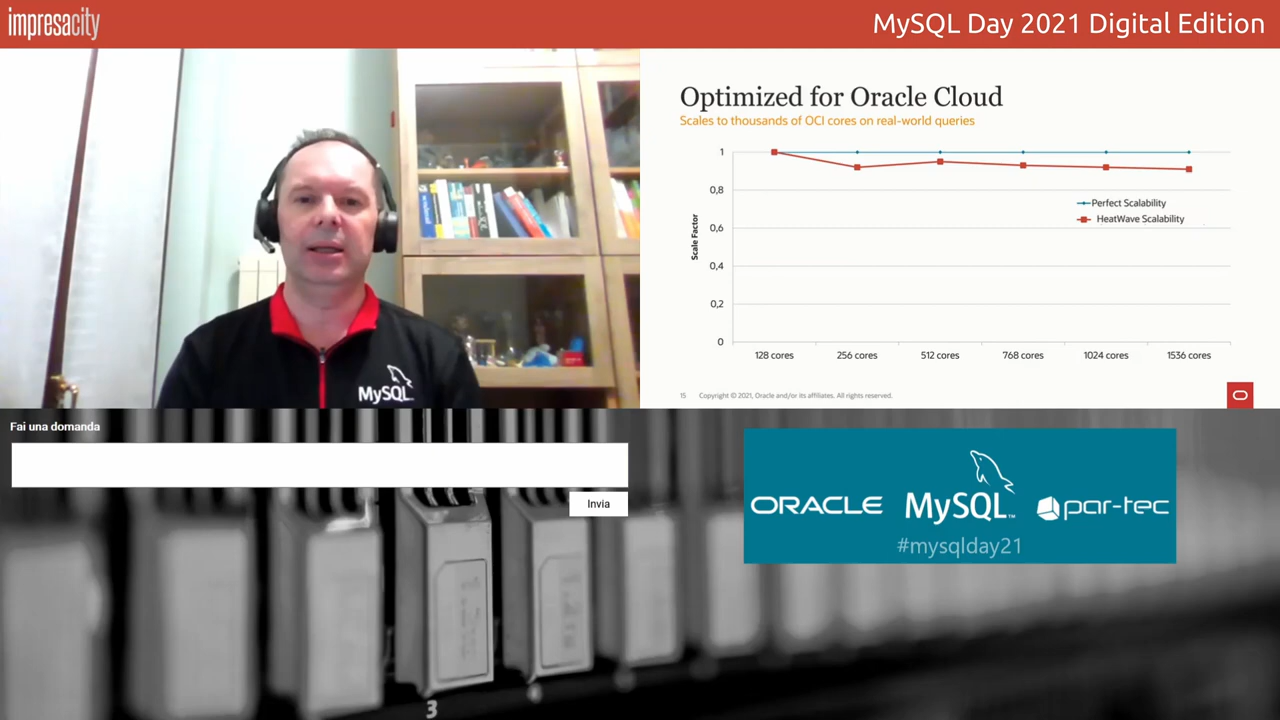 impresacity
MySQL Day 2021 Digital Edition
MySQL
Optimized for Oracle Cloud
Scales to thousands of OCI cores on real-world queries
1
0,8
0,6
0,4
0,2
0
Scale Factor
Perfect Scalability
HeatWave Scalability
128 cores
256 cores
512 cores
768 cores
1024 cores
1536 cores
15 Copyright © 2021, Oracle and/or its affiliates. All rights reserved.
Fai una domanda
Invia
ORACLE MySQL™ par-tec
#mysqlday21
3
4